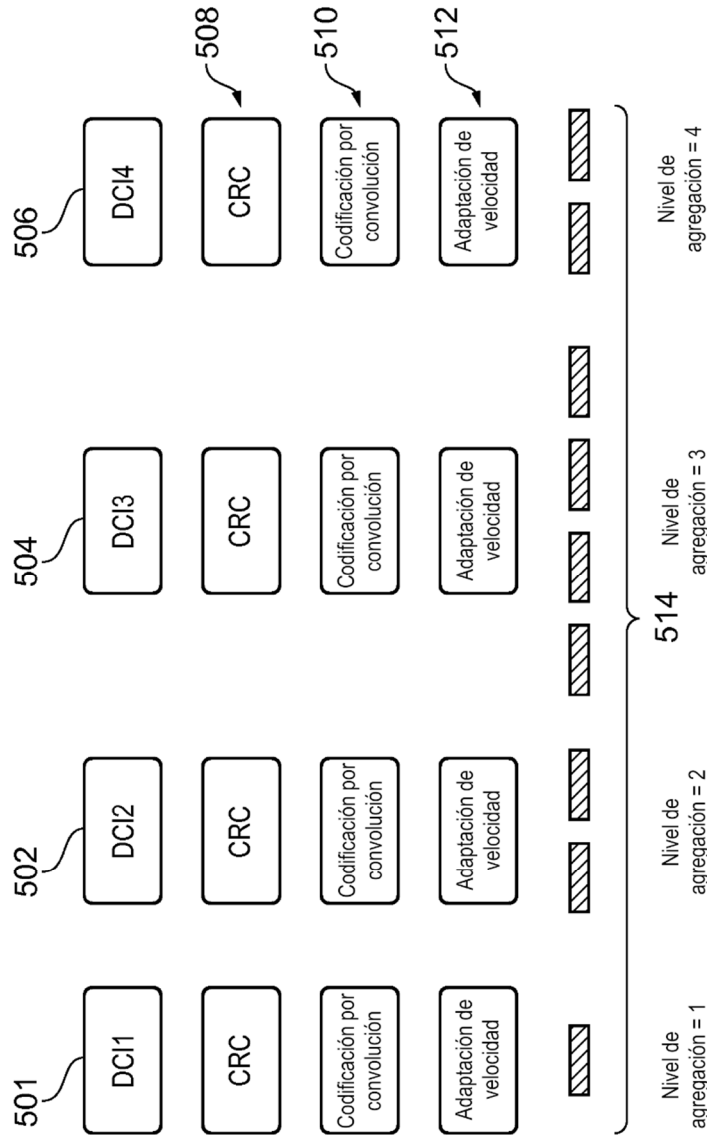 501
502
504
506
DCI1
DCI2
DCI3
DCI4
CRC
CRC
CRC
CRC
508
Codificación por
convolución
Codificación por
convolución
Codificación por
convolución
Codificación por
convolución
510
Adaptación de
velocidad
Adaptación de
velocidad
Adaptación de
velocidad
Adaptación de
velocidad
512
514
Nivel de
agregación = 1
Nivel de
agregación = 2
Nivel de
agregación = 3
Nivel de
agregación = 4